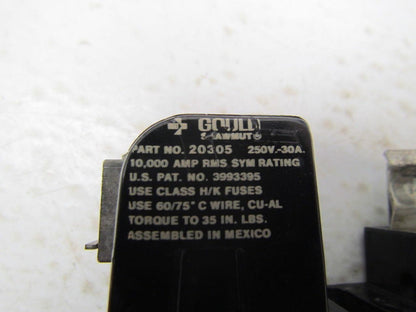 GOULD
SHAWMUT
PART NO. 20305 250V.-30A.
10,000 AMP RMS SYM RATING
U.S. PAT. NO. 3993395
USE CLASS H/K FUSES
USE 60/75°C WIRE, CU-AL
TORQUE TO 35 IN. LBS.
ASSEMBLED IN MEXICO